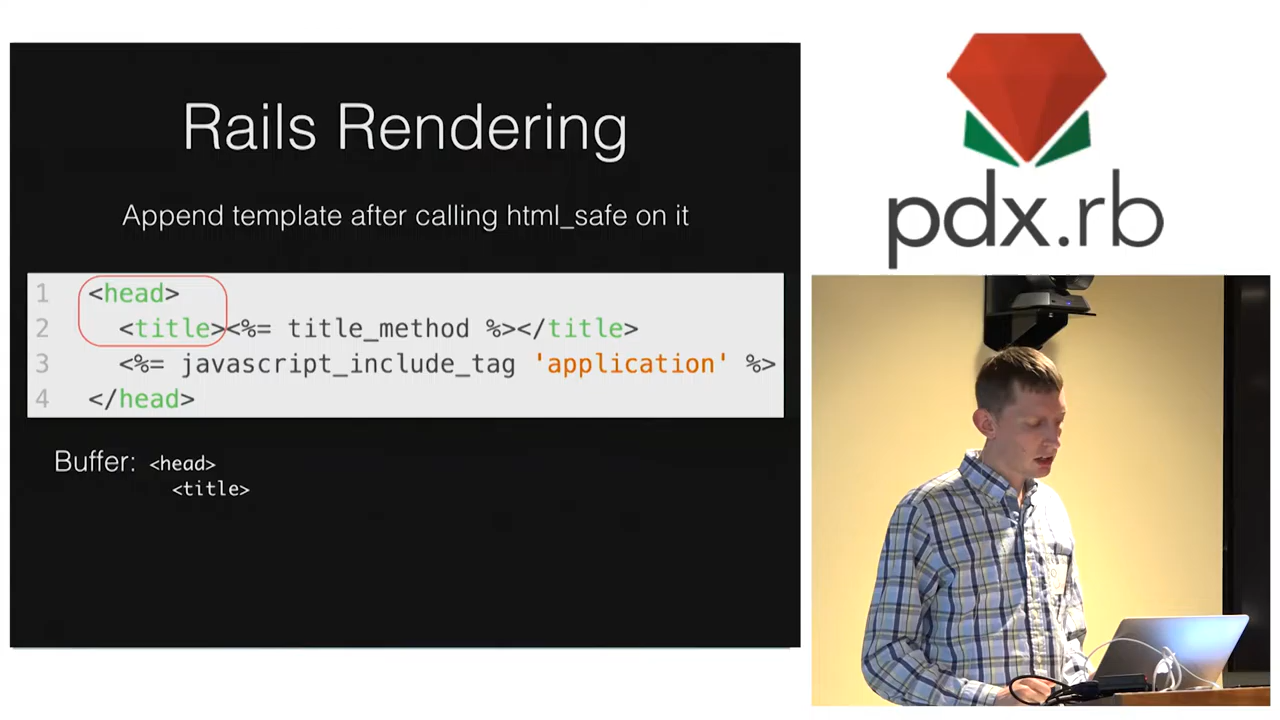 Rails Rendering
Append template after calling html_safe on it
1 <head>
2 <title><%= title_method %></title>
3 <%= javascript_include_tag 'application' %>
4 </head>
Buffer: <head>
<title>
pdx.rb